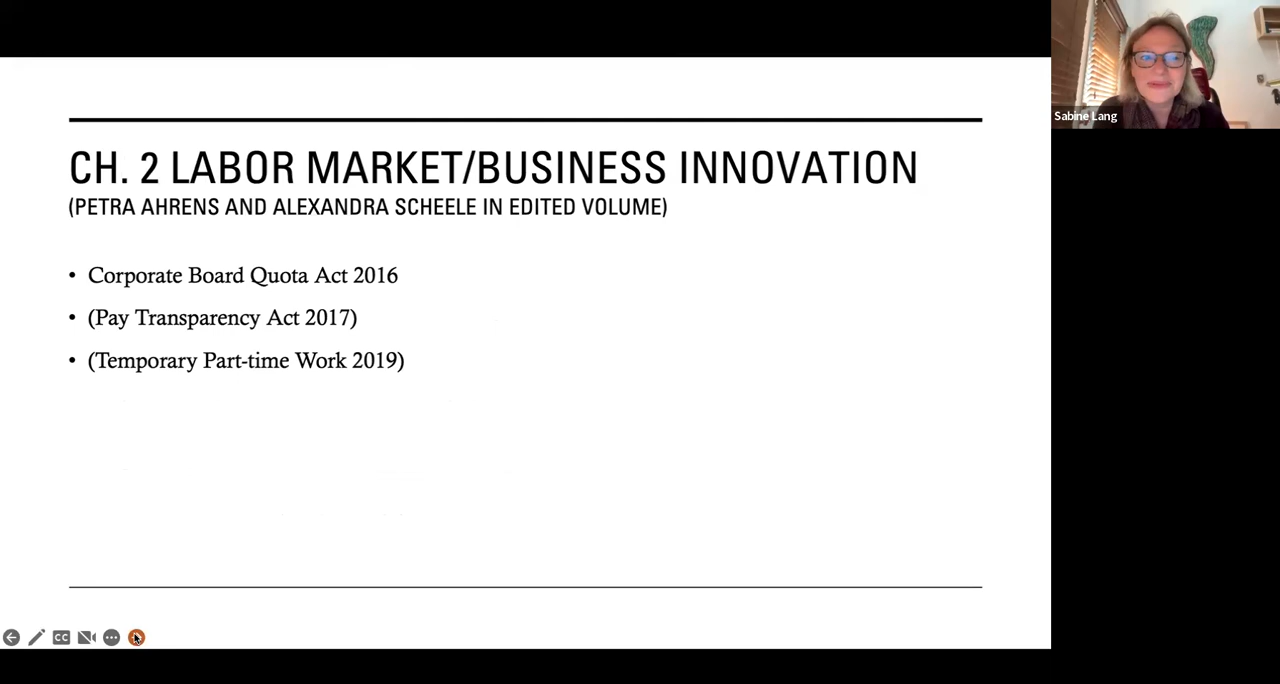 CH. 2 LABOR MARKET/BUSINESS INNOVATION
(PETRA AHRENS AND ALEXANDRA SCHEELE IN EDITED VOLUME)
• Corporate Board Quota Act 2016
• (Pay Transparency Act 2017)
• (Temporary Part-time Work 2019)
Sabine Lang
CC